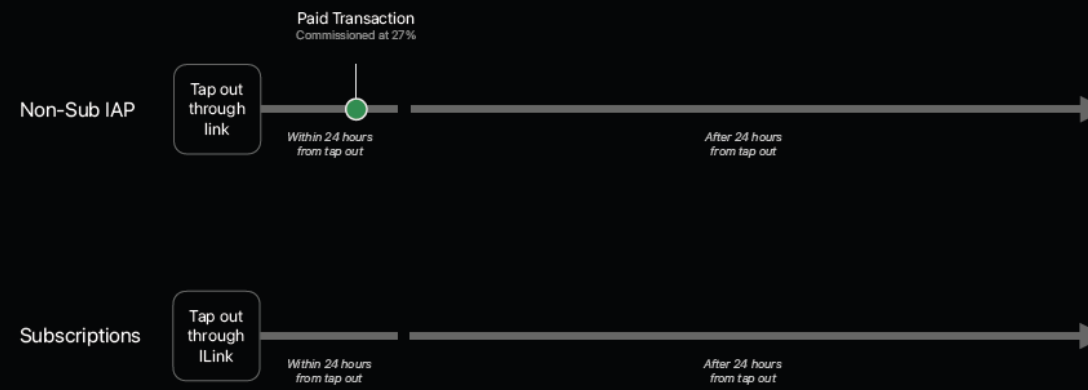 Paid Transaction
Commissioned at 27%
Non-Sub IAP
Tap out
through
link
Within 24 hours
from tap out
After 24 hours
from tap out
Subscriptions
Tap out
through
ILink
Within 24 hours
from tap out
After 24 hours
from tap out